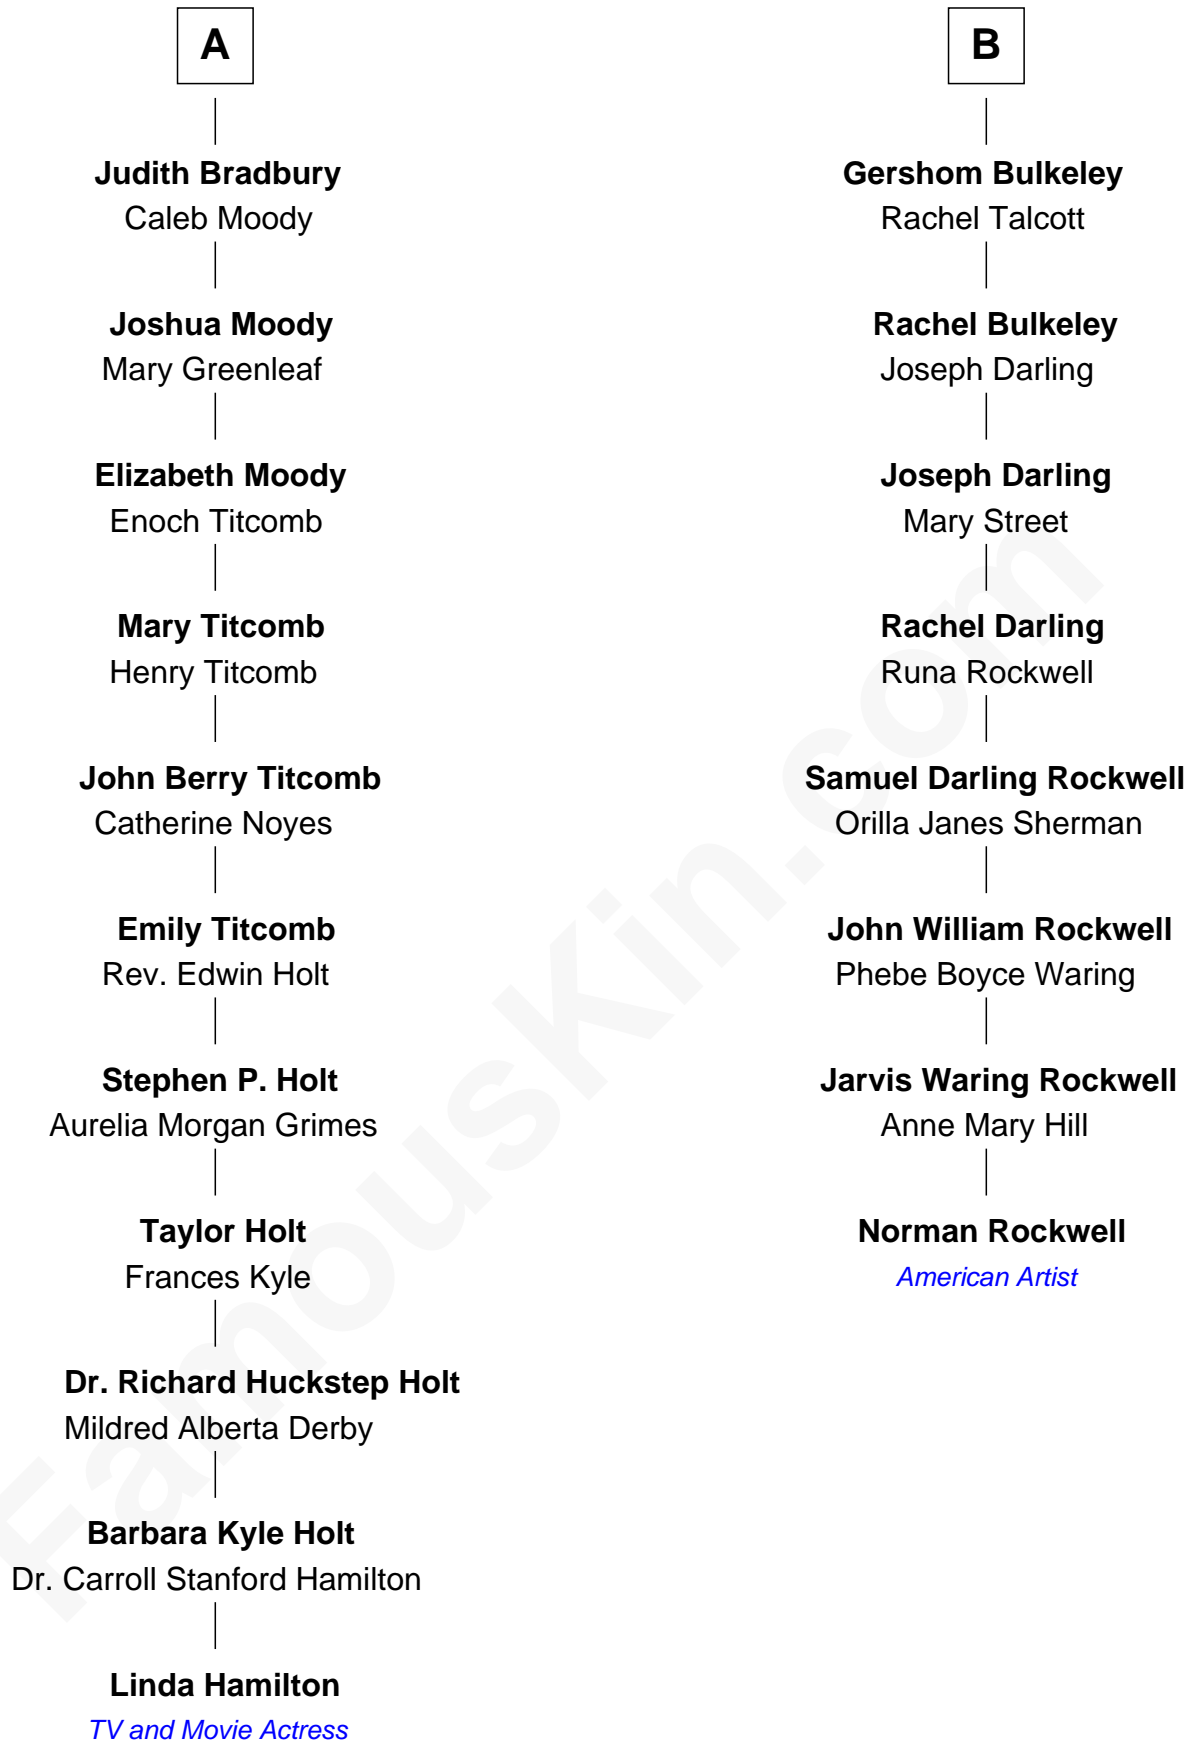 A
Judith Bradbury
Caleb Moody
Joshua Moody
Mary Greenleaf
Elizabeth Moody
Enoch Titcomb
Mary Titcomb
Henry Titcomb
John Berry Titcomb
Catherine Noyes
Emily Titcomb
Rev. Edwin Holt
Stephen P. Holt
Aurelia Morgan Grimes
Taylor Holt
Frances Kyle
Dr. Richard Huckstep Holt
Mildred Alberta Derby
Barbara Kyle Holt
Dr. Carroll Stanford Hamilton
Linda Hamilton
TV and Movie Actress
B
Gershom Bulkeley
Rachel Talcott
Rachel Bulkeley
Joseph Darling
Joseph Darling
Mary Street
Rachel Darling
Runa Rockwell
Samuel Darling Rockwell
Orilla Janes Sherman
John William Rockwell
Phebe Boyce Waring
Jarvis Waring Rockwell
Anne Mary Hill
Norman Rockwell
American Artist
FamousKin.com